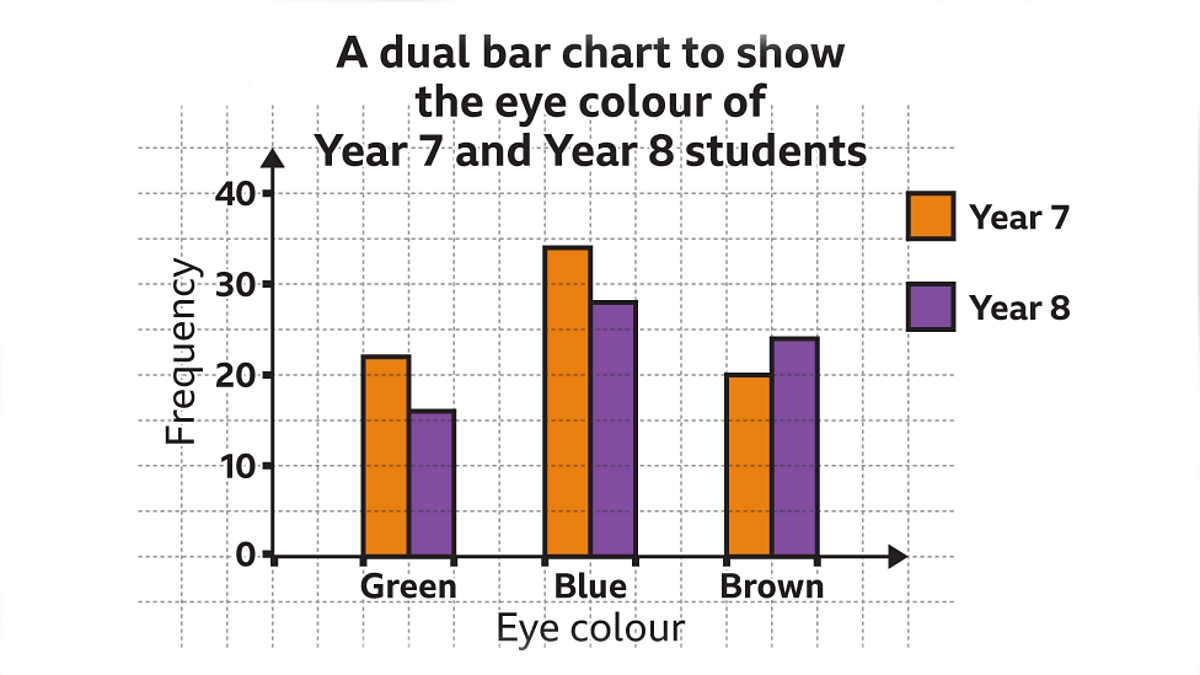 A dual bar chart to show
the eye colour of
Year 7 and Year 8 students
40
30
20
10
0
Frequency
Green Blue Brown
Eye colour
Year 7
Year 8